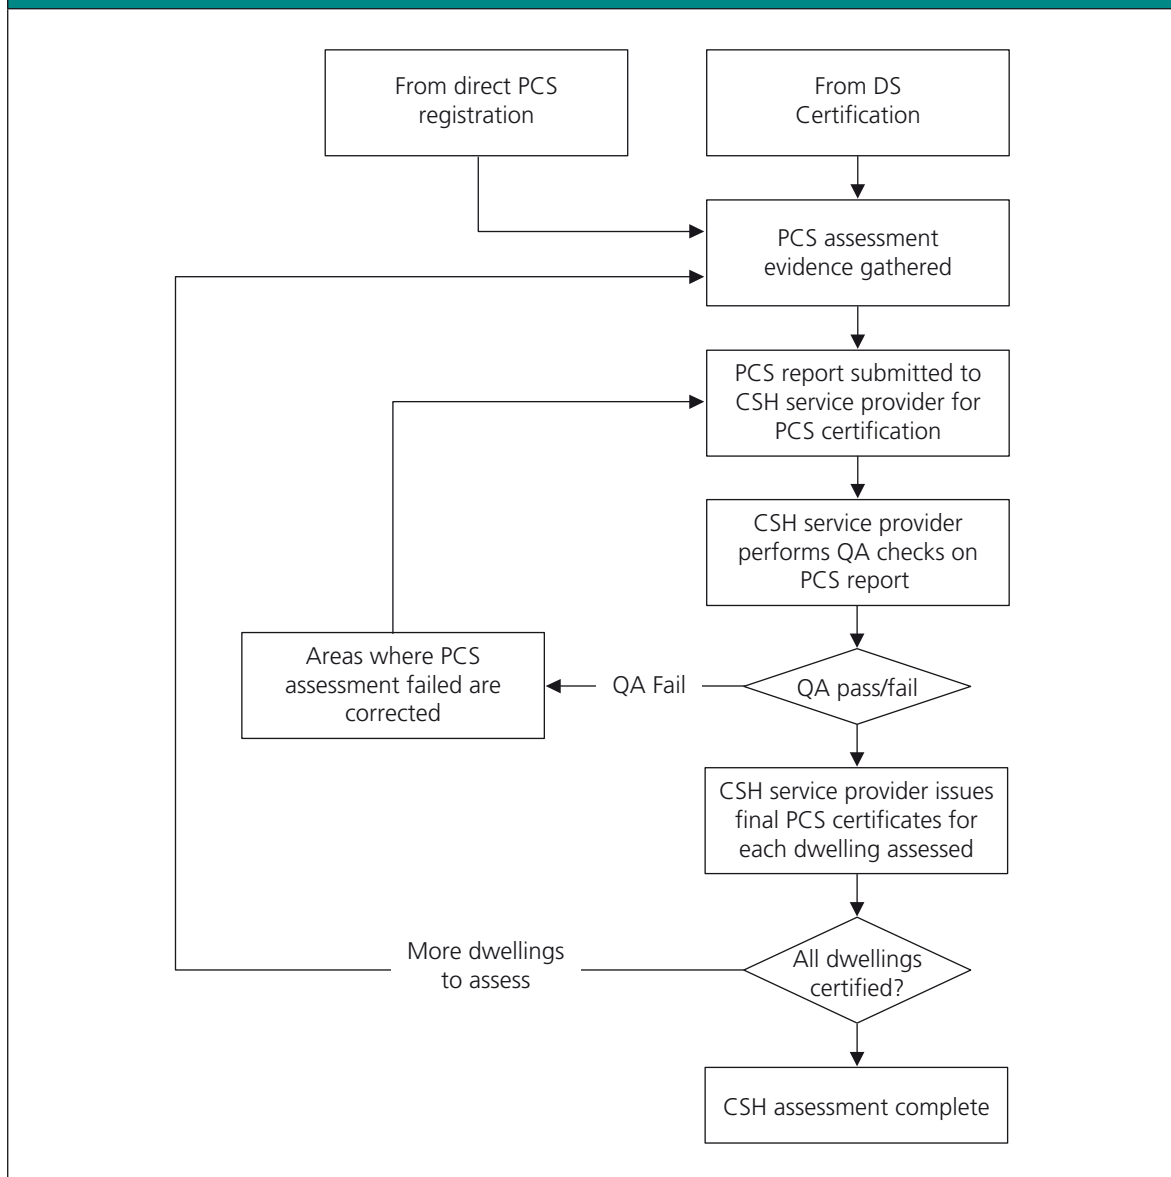 From direct PCS
registration
From DS
Certification
PCS assessment
evidence gathered
PCS report submitted to
CSH service provider for
PCS certification
CSH service provider
performs QA checks on
PCS report
Areas where PCS
assessment failed are
corrected
QA Fail
QA pass/fail
CSH service provider issues
final PCS certificates for
each dwelling assessed
More dwellings
to assess
All dwellings
certified?
CSH assessment complete